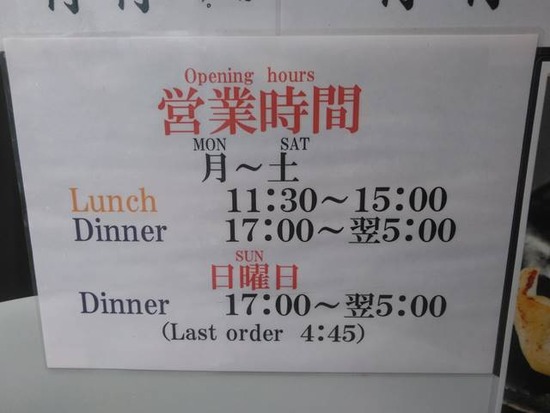 Opening hours
営業時間
MON SAT
月〜土
Lunch 11:30〜15:00
Dinner 17:00〜翌5:00
SUN
日曜日
Dinner 17:00〜翌5:00
(Last order 4:45)